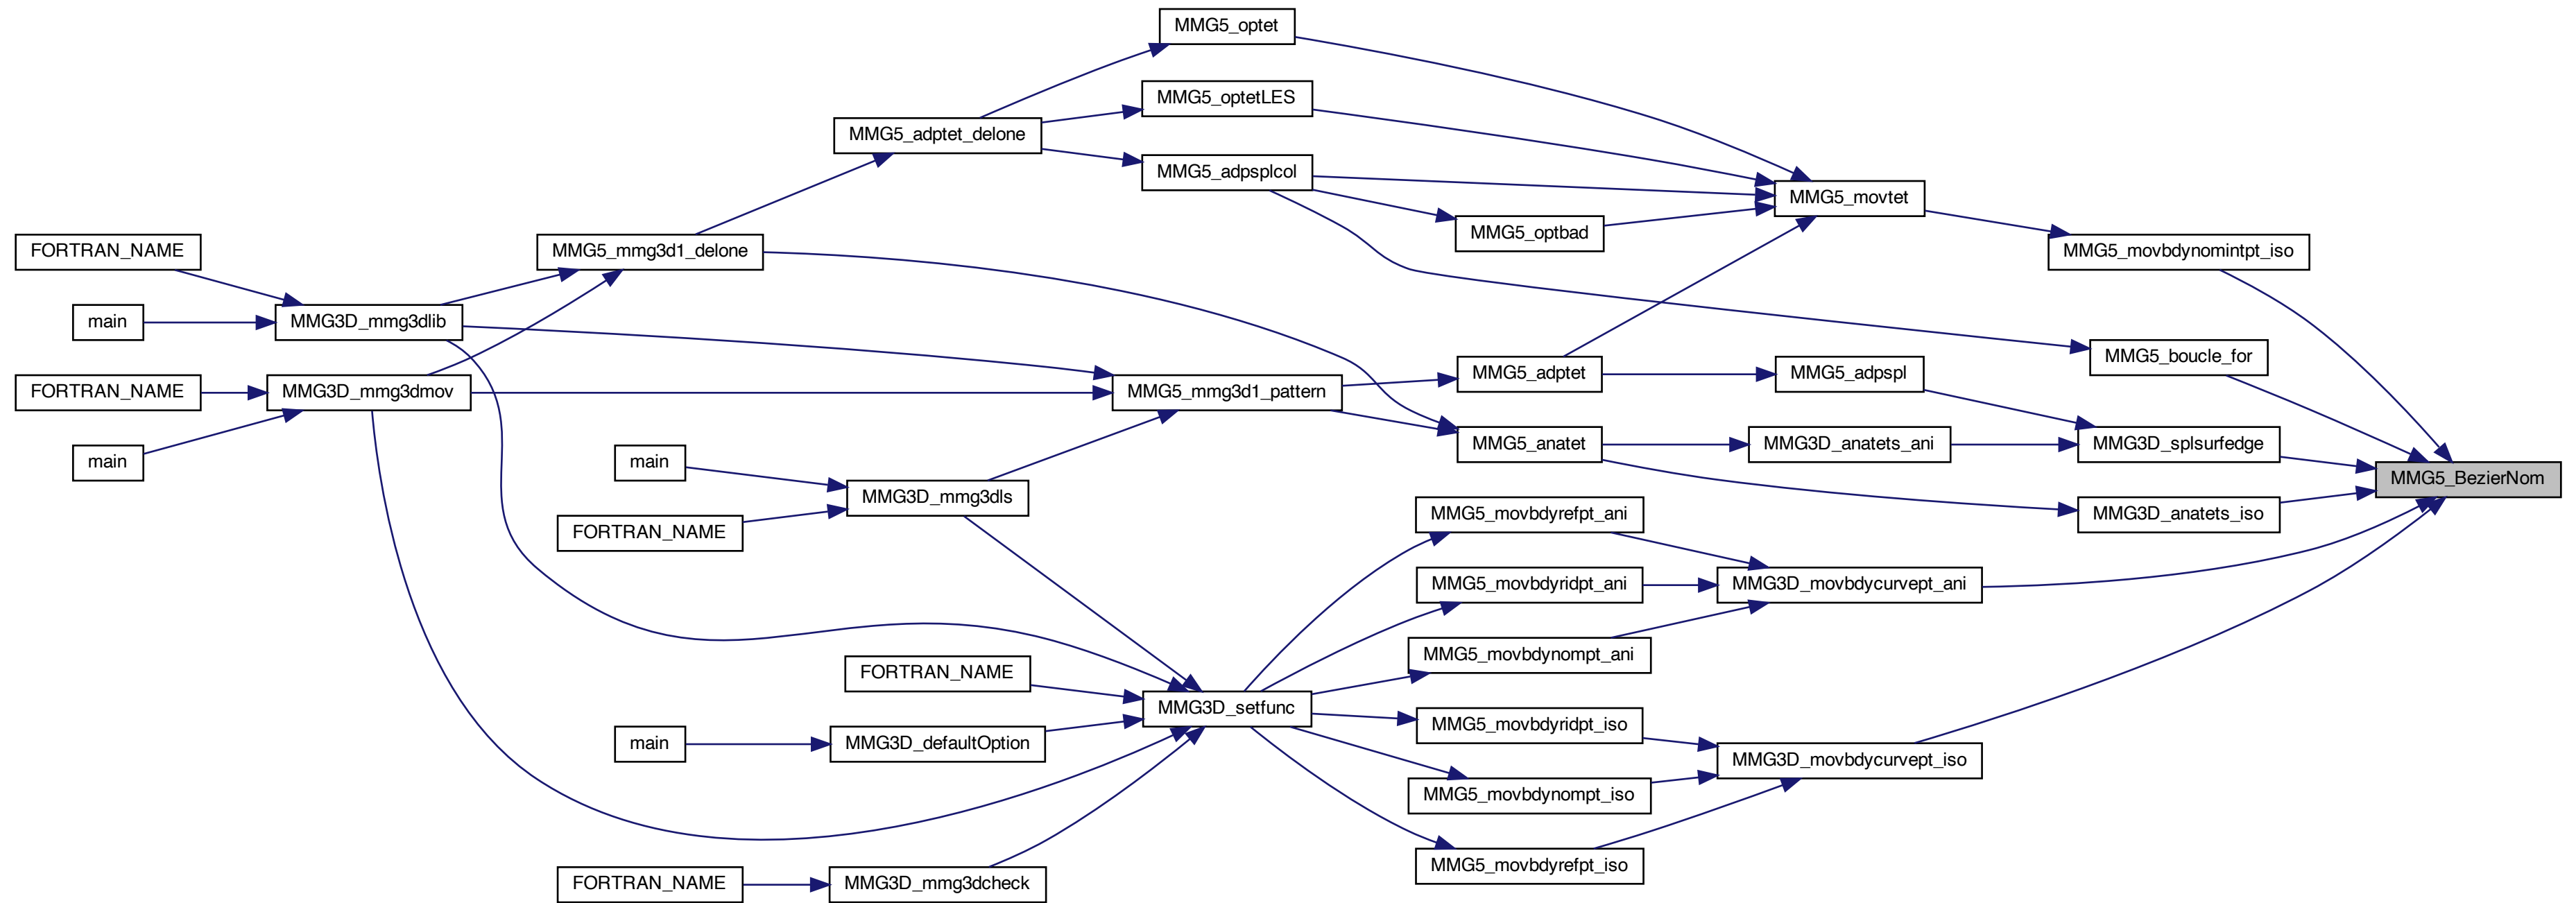 MMG5_optet
MMG5_optetLES
MMG5_adptet_delone
MMG5_adpsplcol
MMG5_movtet
MMG5_optbad
FORTRAN_NAME
MMG5_mmg3d1_delone
MMG5_movbdynomintpt_iso
main
MMG3D_mmg3dlib
MMG5_boucle_for
FORTRAN_NAME
MMG3D_mmg3dmov
MMG5_mmg3d1_pattern
MMG5_adptet
MMG5_adpspl
main
main
MMG5_anatet
MMG3D_anatets_ani
MMG3D_splsurfedge
MMG5_BezierNom
MMG3D_mmg3dls
MMG5_movbdyrefpt_ani
MMG3D_anatets_iso
FORTRAN_NAME
MMG5_movbdyridpt_ani
MMG3D_movbdycurvept_ani
MMG5_movbdynompt_ani
FORTRAN_NAME
MMG3D_setfunc
MMG5_movbdyridpt_iso
main
MMG3D_defaultOption
MMG3D_movbdycurvept_iso
MMG5_movbdynompt_iso
MMG5_movbdyrefpt_iso
FORTRAN_NAME
MMG3D_mmg3dcheck